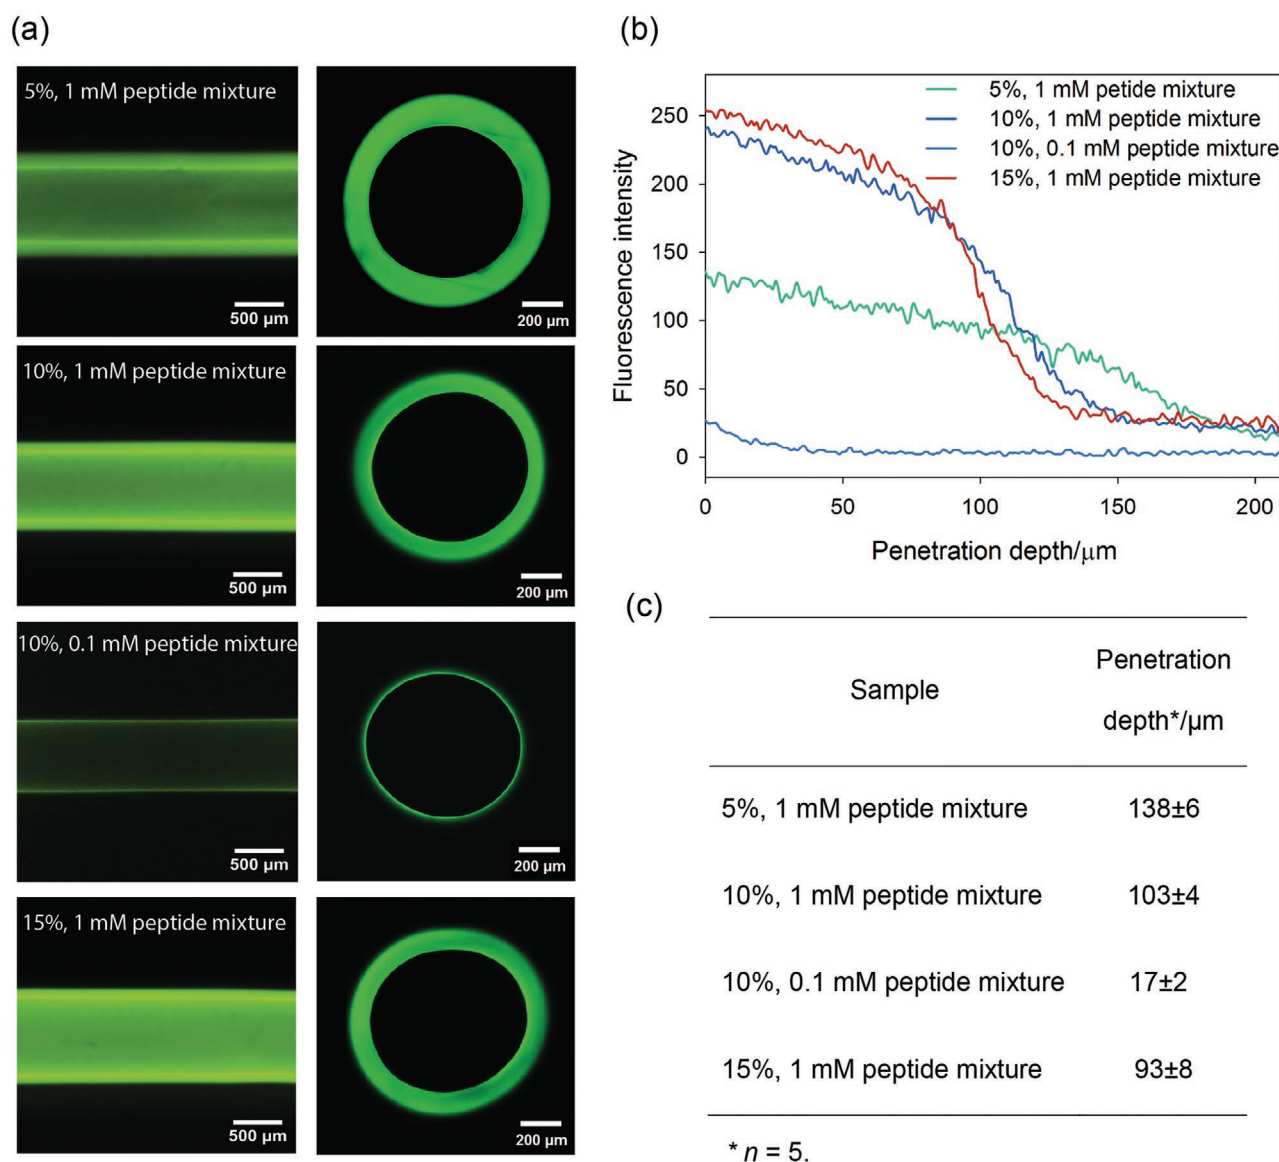 (a)
5%, 1 mM peptide mixture
500 µm
200 µm
10%, 1 mM peptide mixture
500 µm
200 µm
10%, 0.1 mM peptide mixture
500 µm
200 µm
15%, 1 mM peptide mixture
500 µm
200 µm
(b)
5%, 1 mM petide mixture
10%, 1 mM peptide mixture
10%, 0.1 mM peptide mixture
15%, 1 mM peptide mixture
Fluorescence intensity
250
200
150
100
50
0
0 50 100 150 200
Penetration depth/µm
(c)
Sample Penetration depth*/µm
5%, 1 mM peptide mixture 138±6
10%, 1 mM peptide mixture 103±4
10%, 0.1 mM peptide mixture 17±2
15%, 1 mM peptide mixture 93±8
* n = 5.